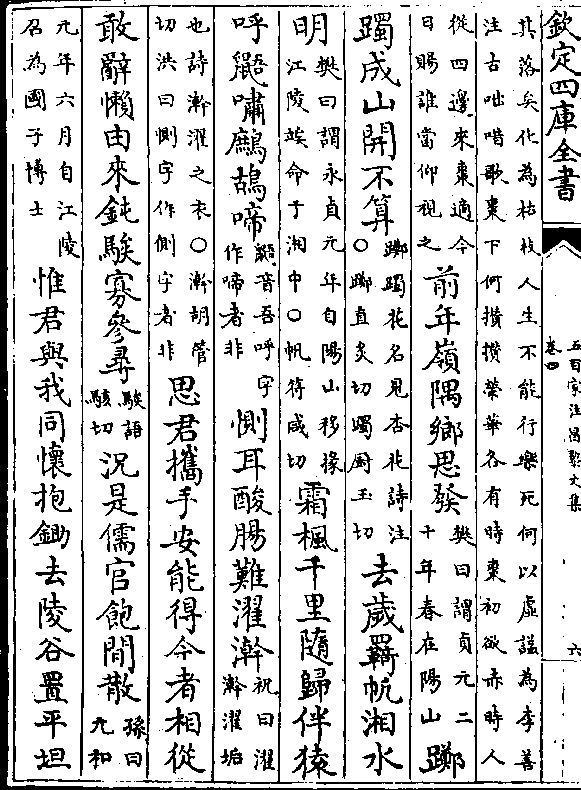 欽定四庫全書
五百家注昌黎文集
卷四
六
其落矣化為枯枝人生不能行樂死何以虛諡為李善
注古咄唶歌棗下何攢攢榮華各有時棗初欲赤時人
從四邊來棗適今
日賜誰當仰視之
前年嶺隅鄉思發
樊曰謂貞元二
十年春在陽山
躑
躅成山開不算
躑躅花名見杏花詩注
○躑直炙切躅厨玉切
去歲羇帆湘水
明
樊曰謂永貞元年自陽山移掾
江陵竢命于湘中○帆符咸切
霜楓千里隨歸伴猿
呼鼯嘯鷓鴣啼
鼯音吾呼字
作啼者非
惻耳酸腸難濯澣
祝曰濯
澣濯垢
也詩澣濯之衣○澣胡管
切洪曰惻字作側字者非
思君攜手安能得今者相從
敢辭懶由來鈍騃寡參尋
騃語
駭切
況是儒官飽閒散
孫曰
元和
元年六月自江陵
召為國子博士
惟君與我同懷抱鋤去陵谷置平坦